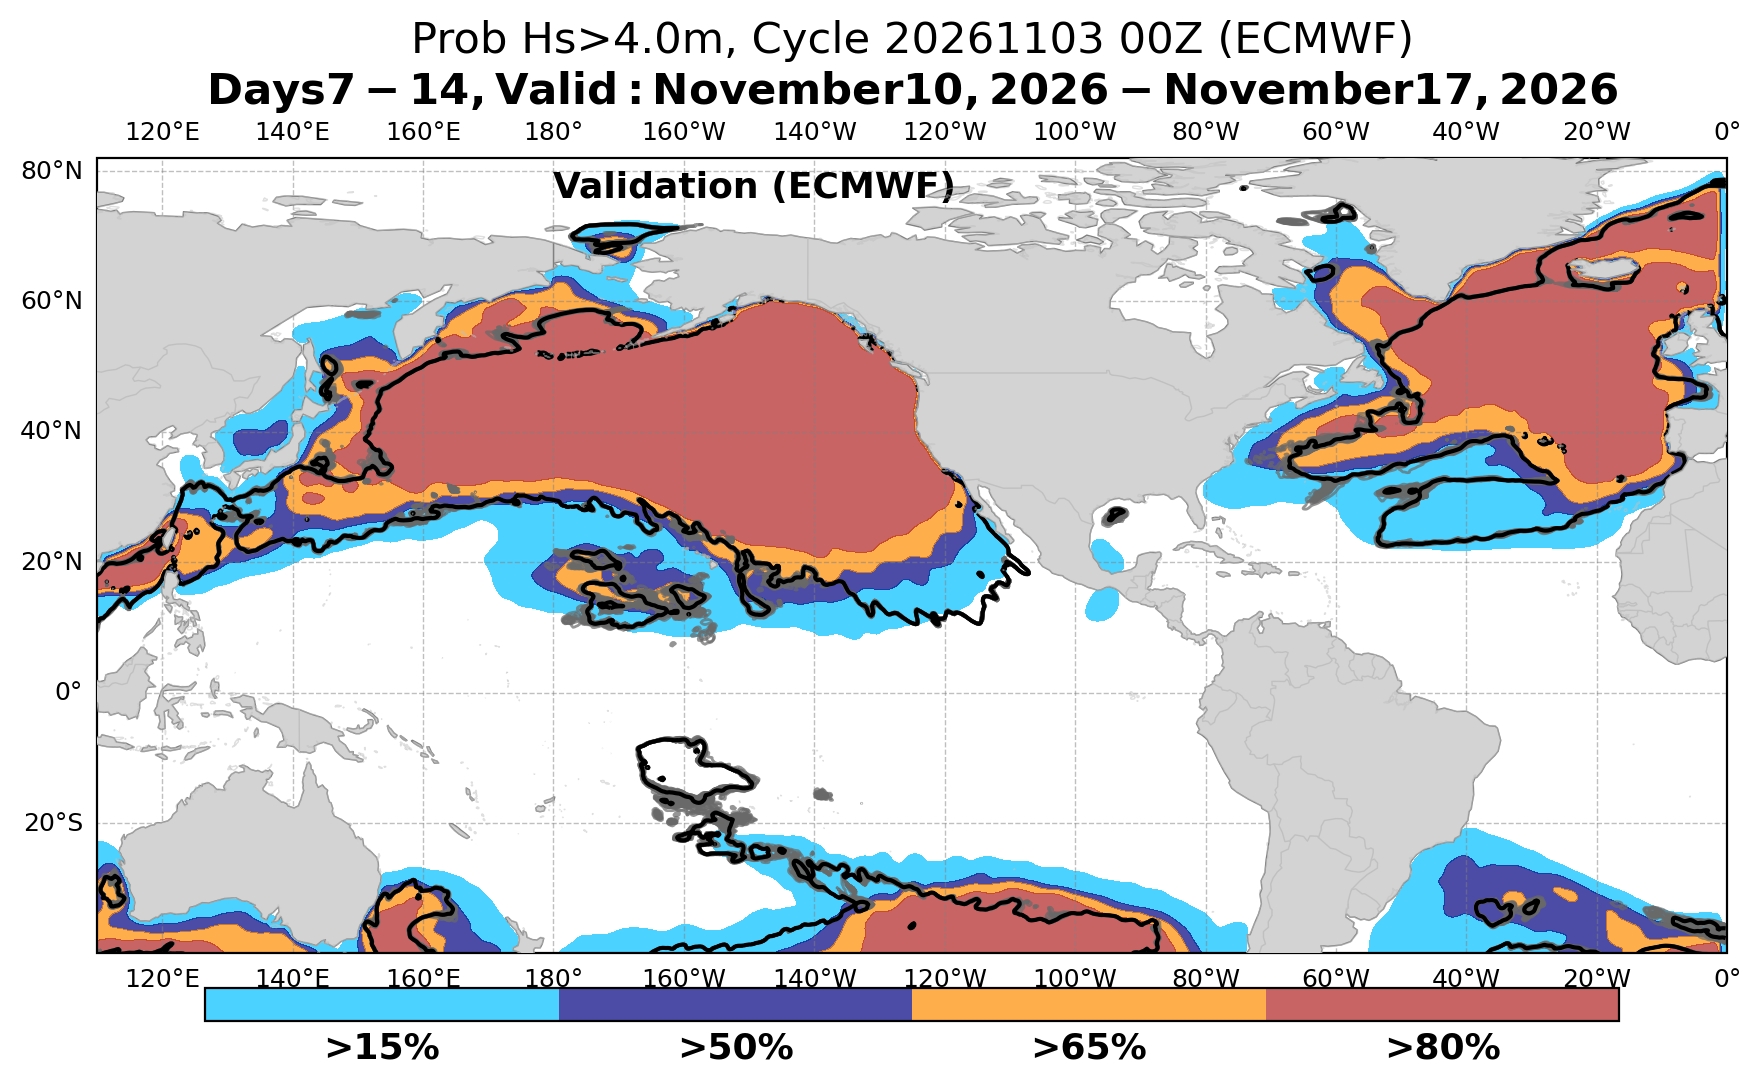 Prob Hs>4.0m, Cycle 20261103 00Z (ECMWF)
Days7 − 14, Valid : November10, 2026 − November17, 2026
120°E 140°E 160°E 180° 160°W 140°W 120°W 100°W 80°W 60°W 40°W 20°W 0°
80°N
Validation (ECMWF)
60°N
40°N
20°N
0°
20°S
120°E 140°E 160°E 180° 160°W 140°W 120°W 100°W 80°W 60°W 40°W 20°W 0°
>15% >50% >65% >80%